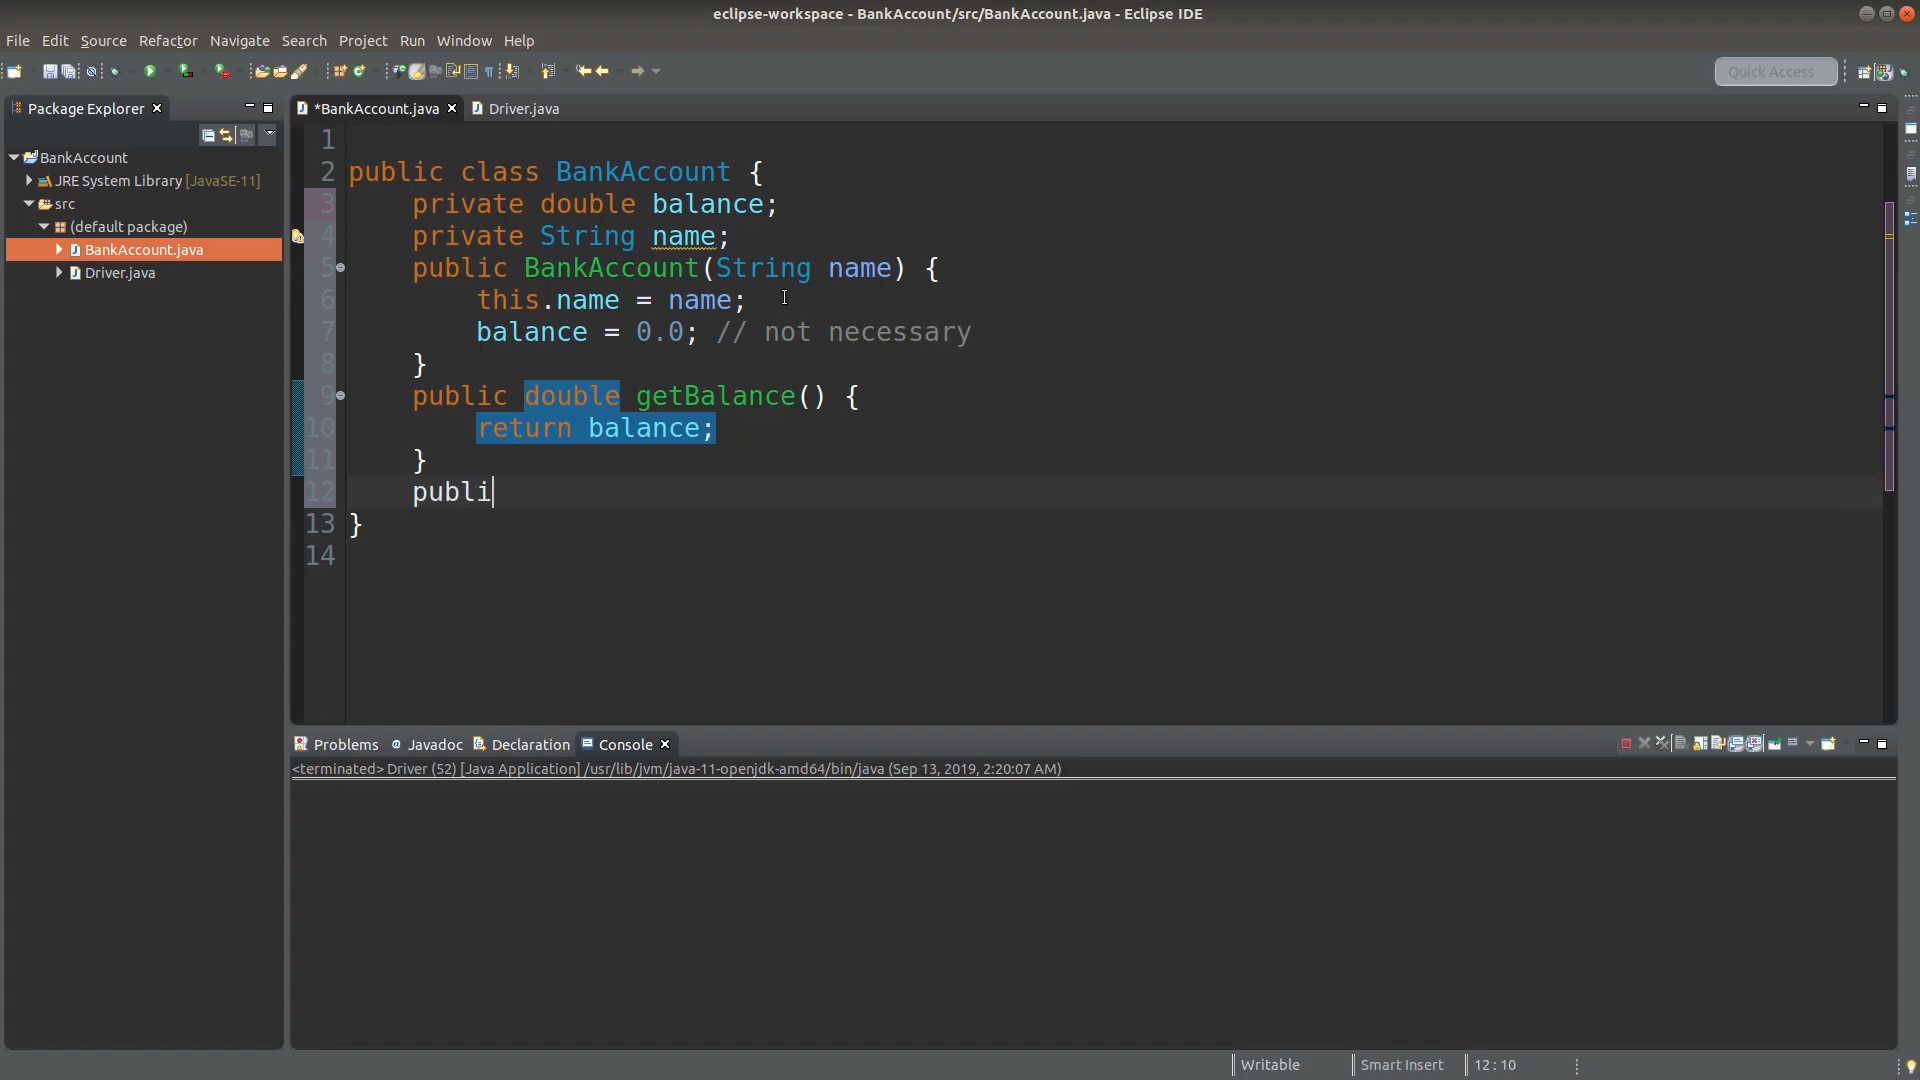 eclipse-workspace - BankAccount/src/BankAccount.java - Eclipse IDE
File Edit Source Refactor Navigate Search Project Run Window Help
Quick Access
Package Explorer
*BankAccount.java Driver.java
BankAccount
JRE System Library [JavaSE-11]
src
(default package)
BankAccount.java
Driver.java
1
2 public class BankAccount {
3 private double balance;
4 private String name;
5 public BankAccount(String name) {
6 this.name = name;
7 balance = 0.0; // not necessary
8 }
9 public double getBalance() {
10 return balance;
11 }
12 publi
13 }
14
Problems Javadoc Declaration Console
<terminated> Driver (52) [Java Application] /usr/lib/jvm/java-11-openjdk-amd64/bin/java (Sep 13, 2019, 2:20:07 AM)
Writable Smart Insert 12 : 10